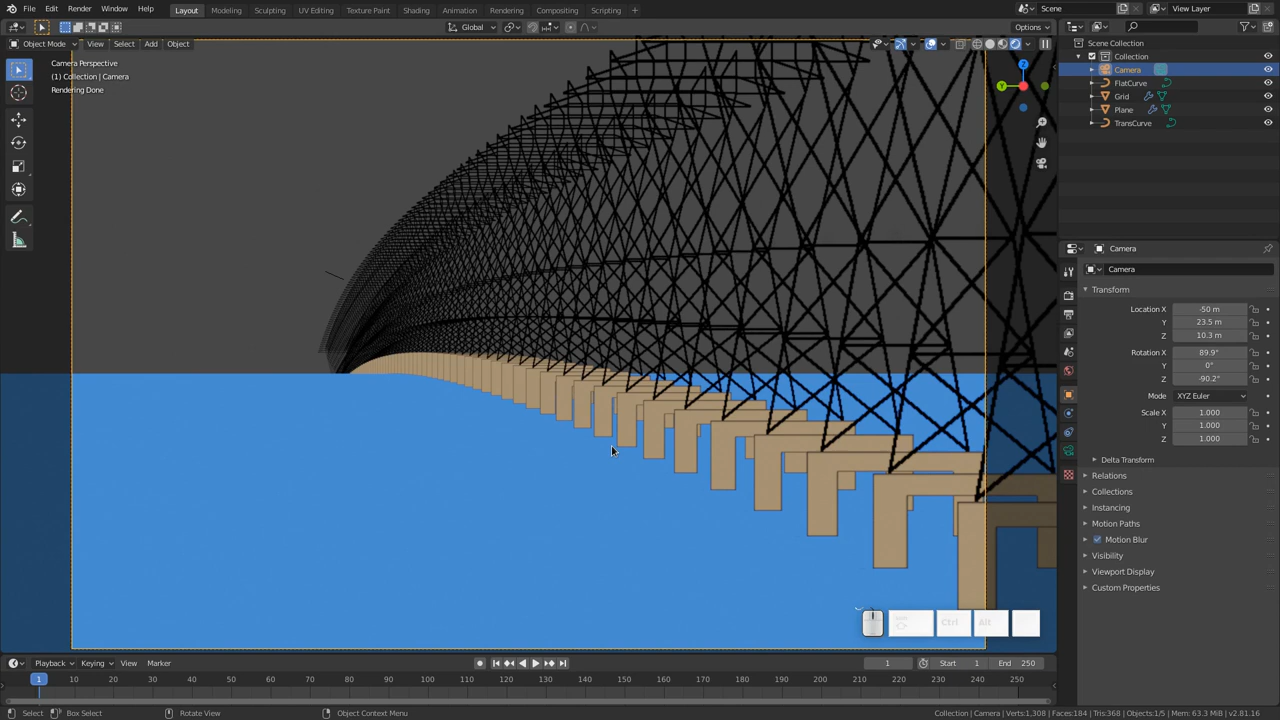 File Edit Render Window Help Layout Modeling Sculpting UV Editing Texture Paint Shading Animation Rendering Compositing Scripting + Scene View Layer
Global Options
Object Mode View Select Add Object
Scene Collection
Camera Perspective
(1) Collection | Camera
Rendering Done
Collection
Camera
FlatCurve
Grid
Plane
TransCurve
Z
Y
Camera
Camera
Transform
Location X -50 m
Y 23.5 m
Z 10.3 m
Rotation X 89.9°
Y 0°
Z -90.2°
Mode XYZ Euler
Scale X 1.000
Y 1.000
Z 1.000
Delta Transform
Relations
Collections
Instancing
Motion Paths
Motion Blur
Visibility
Viewport Display
Custom Properties
Ctrl Alt
Playback Keying View Marker 1 Start 1 End 250
1 10 20 30 40 50 60 70 80 90 100 110 120 130 140 150 160 170 180 190 200 210 220 230 240 250
Select Box Select Rotate View Object Context Menu Collection | Camera | Verts:1,308 | Faces:184 | Tris:368 | Objects:1/5 | Mem: 63.3 MiB | v2.81.16